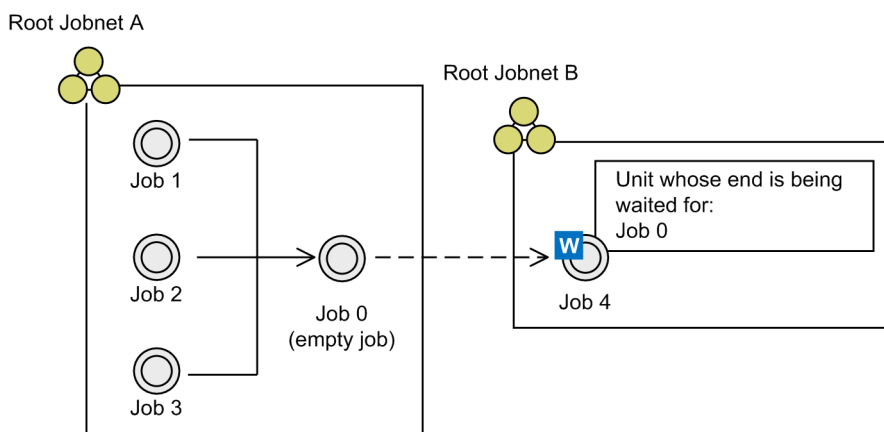 Root Jobnet A
Root Jobnet B
Job 1
Job 2
Job 3
Job 0
(empty job)
Unit whose end is being
waited for:
Job 0
W
Job 4